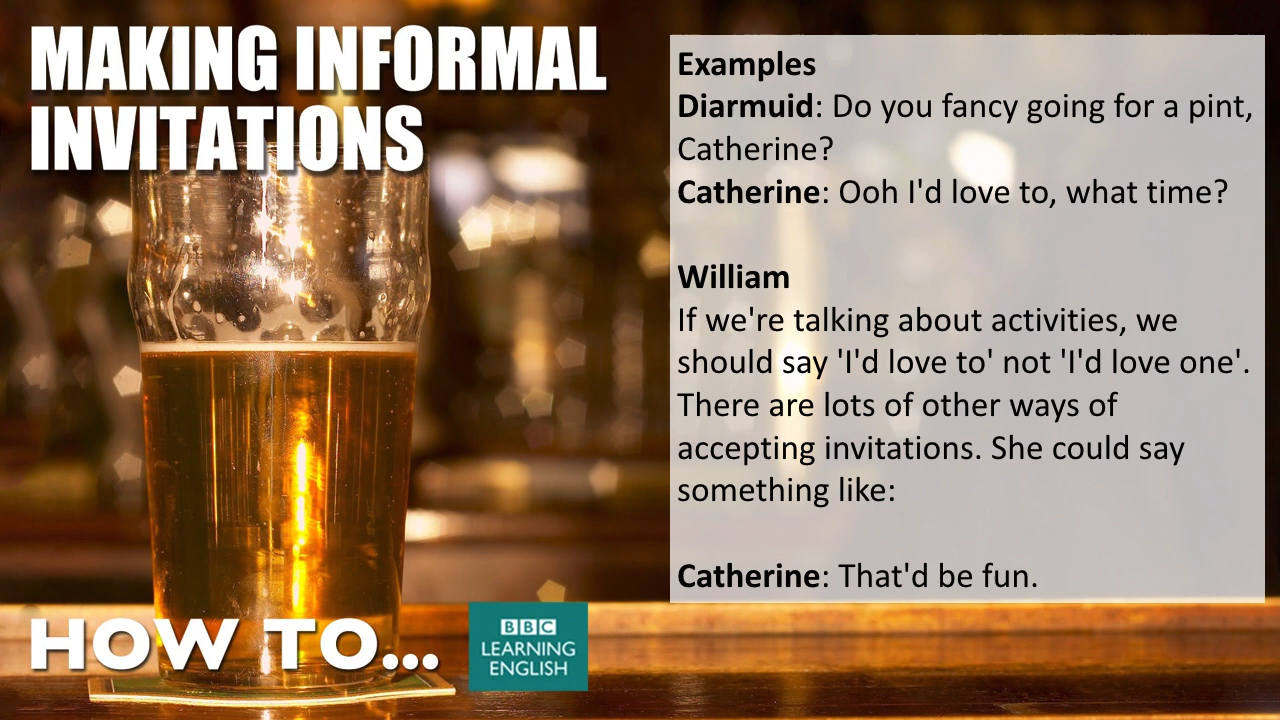 MAKING INFORMAL
INVITATIONS
Examples
Diarmuid: Do you fancy going for a pint,
Catherine?
Catherine: Ooh I'd love to, what time?
William
If we're talking about activities, we
should say 'I'd love to' not 'I'd love one'.
There are lots of other ways of
accepting invitations. She could say
something like:
Catherine: That'd be fun.
HOW TO...
BBC
LEARNING
ENGLISH